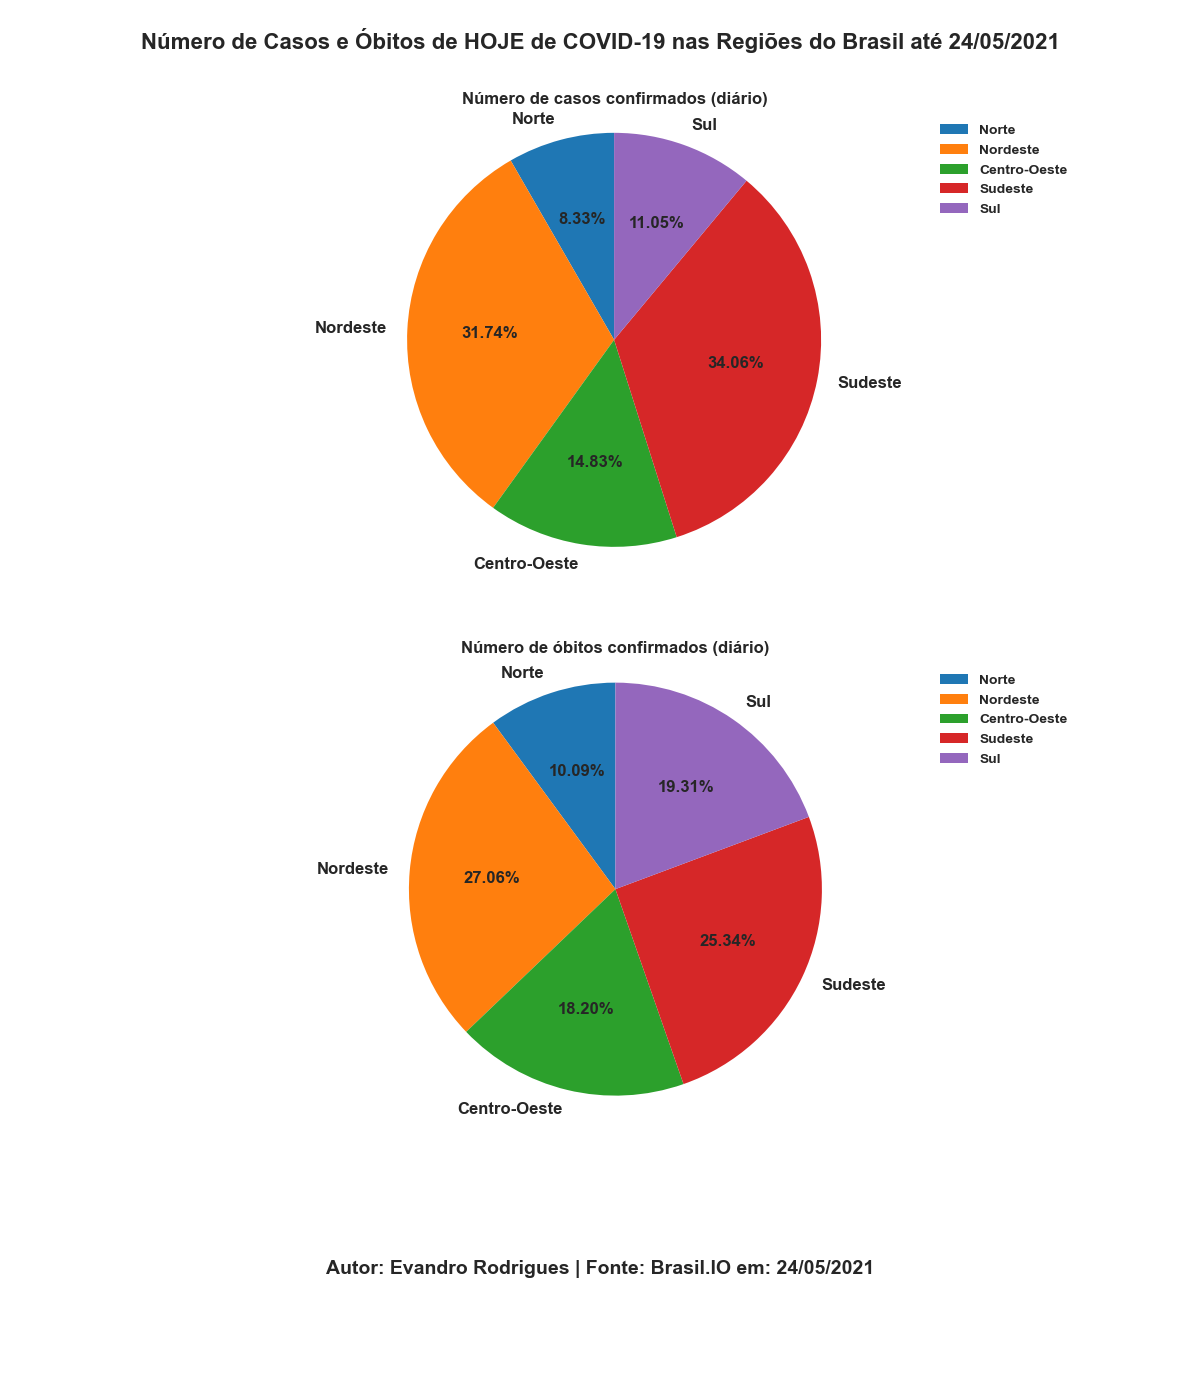 Número de Casos e Óbitos de HOJE de COVID-19 nas Regiões do Brasil até 24/05/2021
Número de casos confirmados (diário)
Norte
Sul
Norte
Nordeste
Centro-Oeste
Sudeste
Sul
8.33%
11.05%
Nordeste
31.74%
34.06%
Sudeste
14.83%
Centro-Oeste
Número de óbitos confirmados (diário)
Norte
Sul
Norte
Nordeste
Centro-Oeste
Sudeste
Sul
10.09%
19.31%
Nordeste
27.06%
25.34%
Sudeste
18.20%
Centro-Oeste
Autor: Evandro Rodrigues | Fonte: Brasil.IO em: 24/05/2021